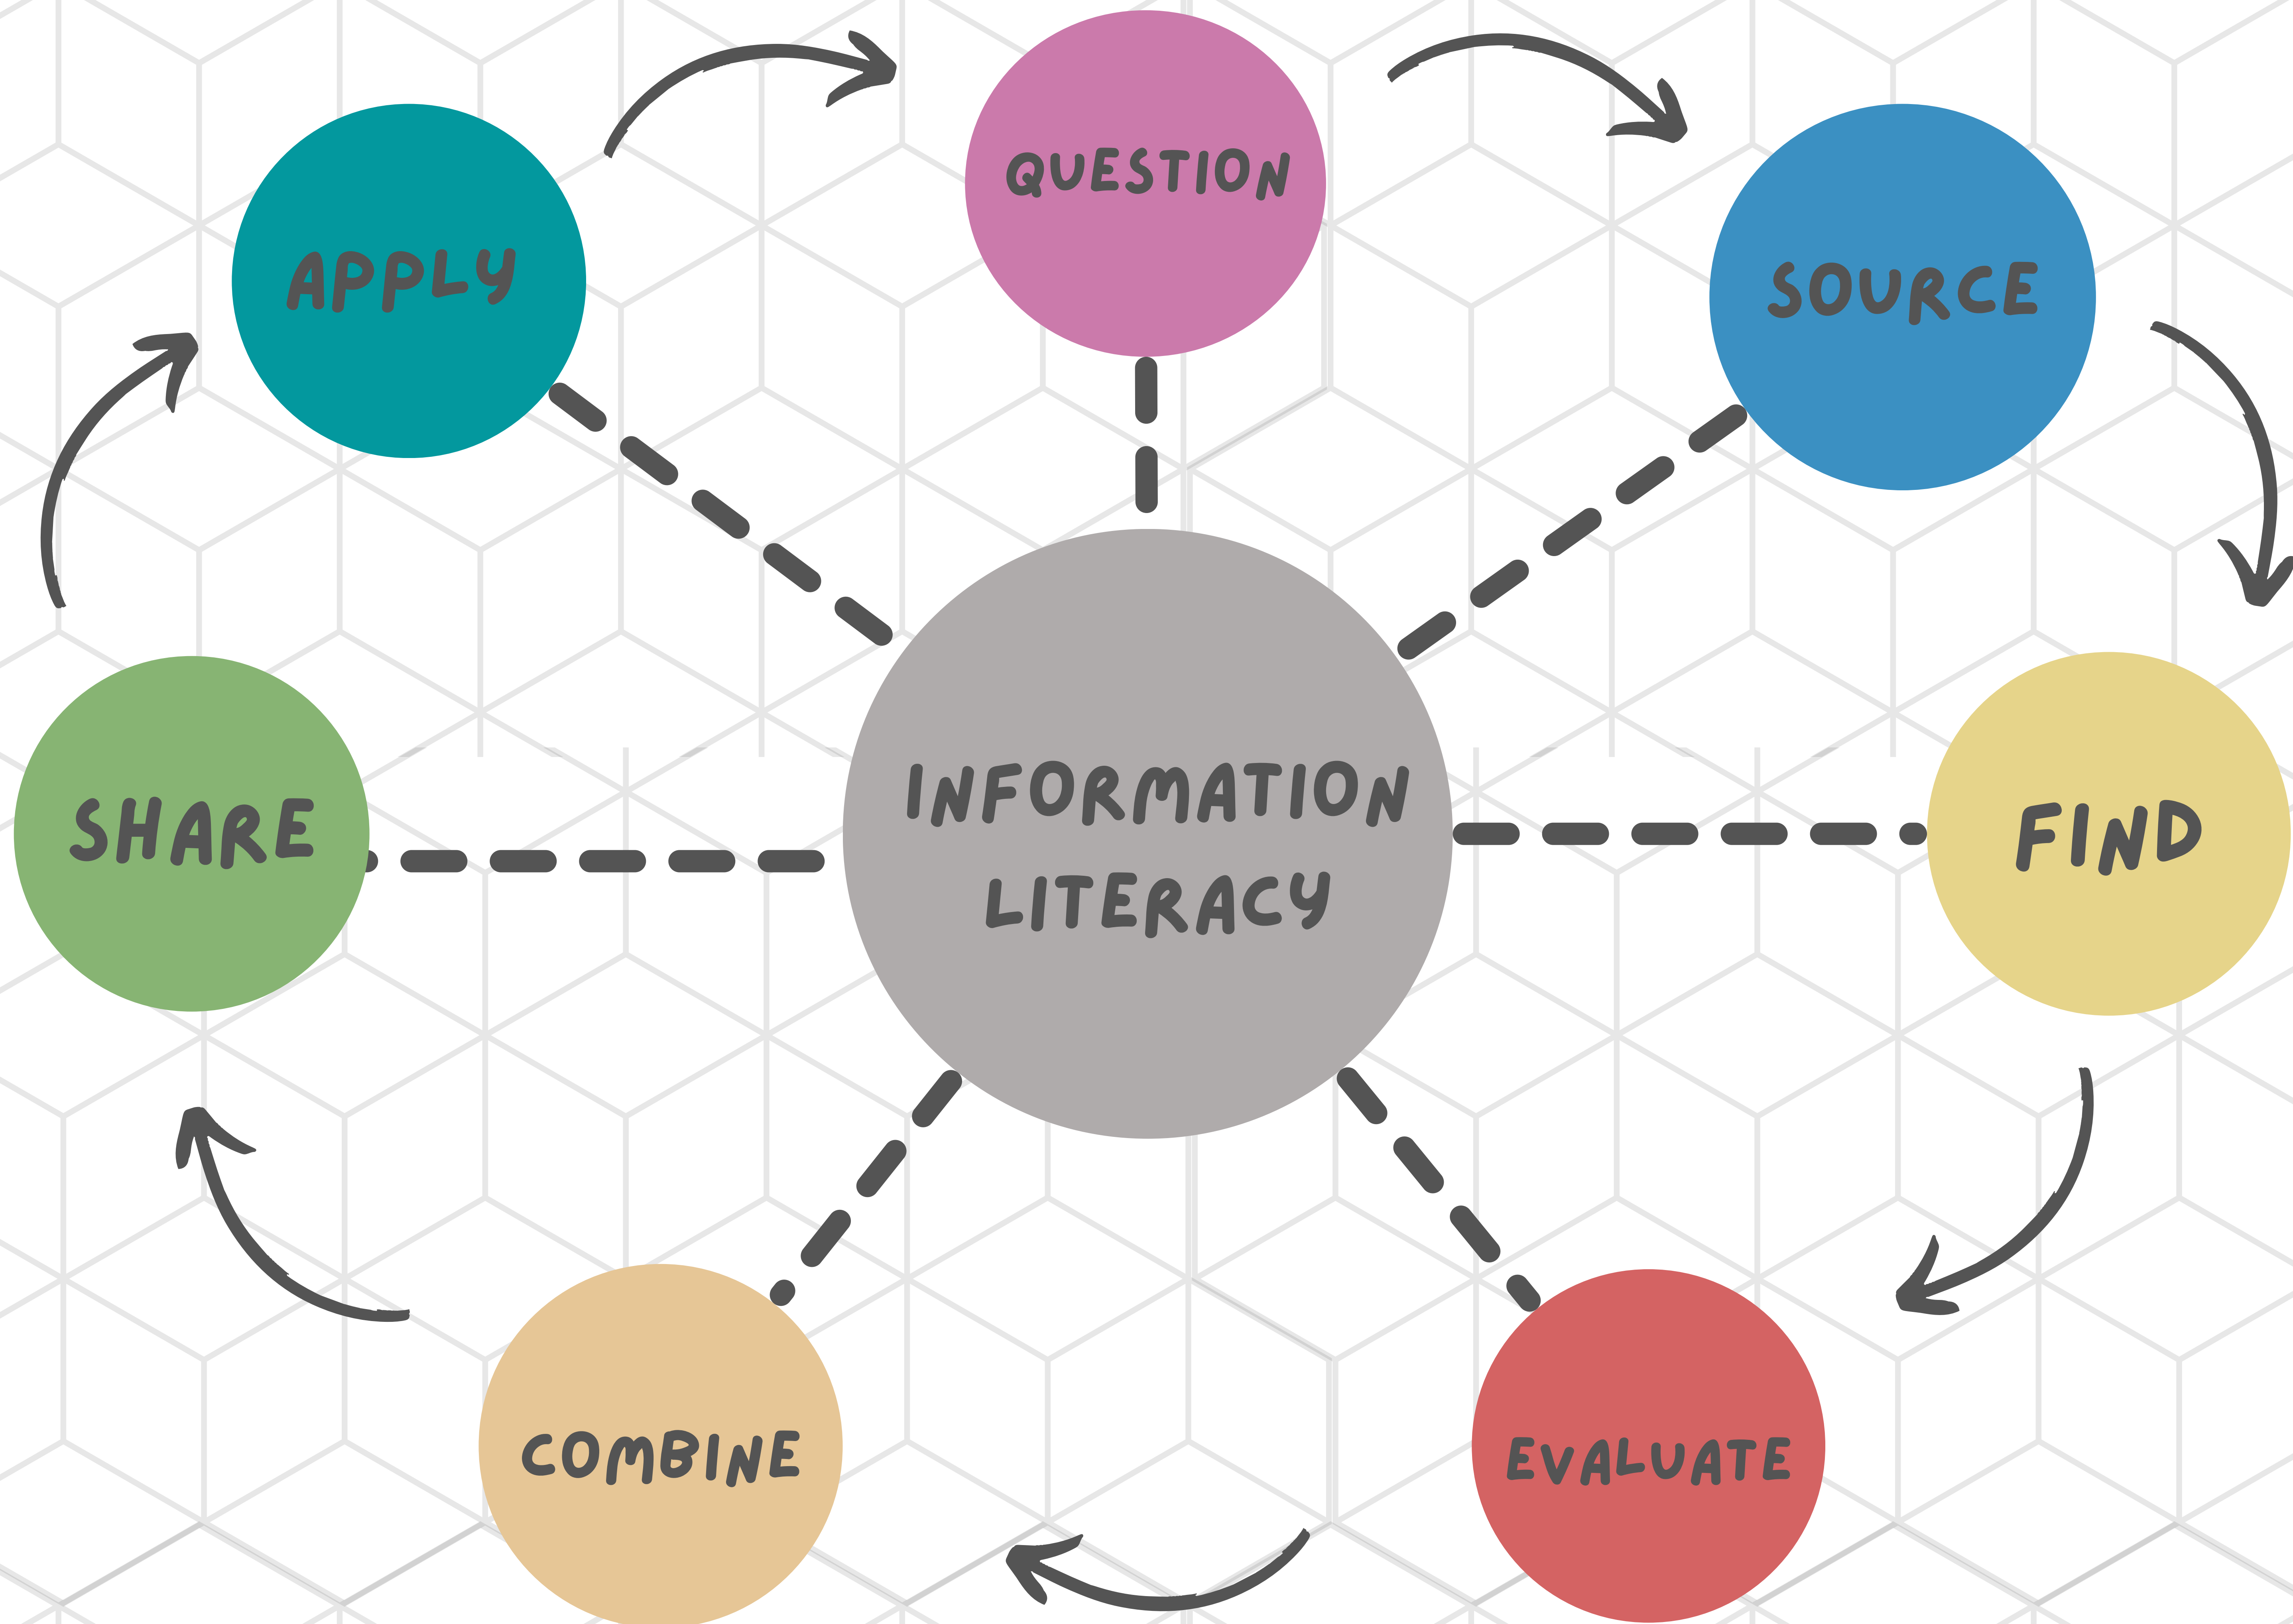 QUESTION
SOURCE
FIND
EVALUATE
COMBINE
SHARE
APPLY
INFORMATION
LITERACY